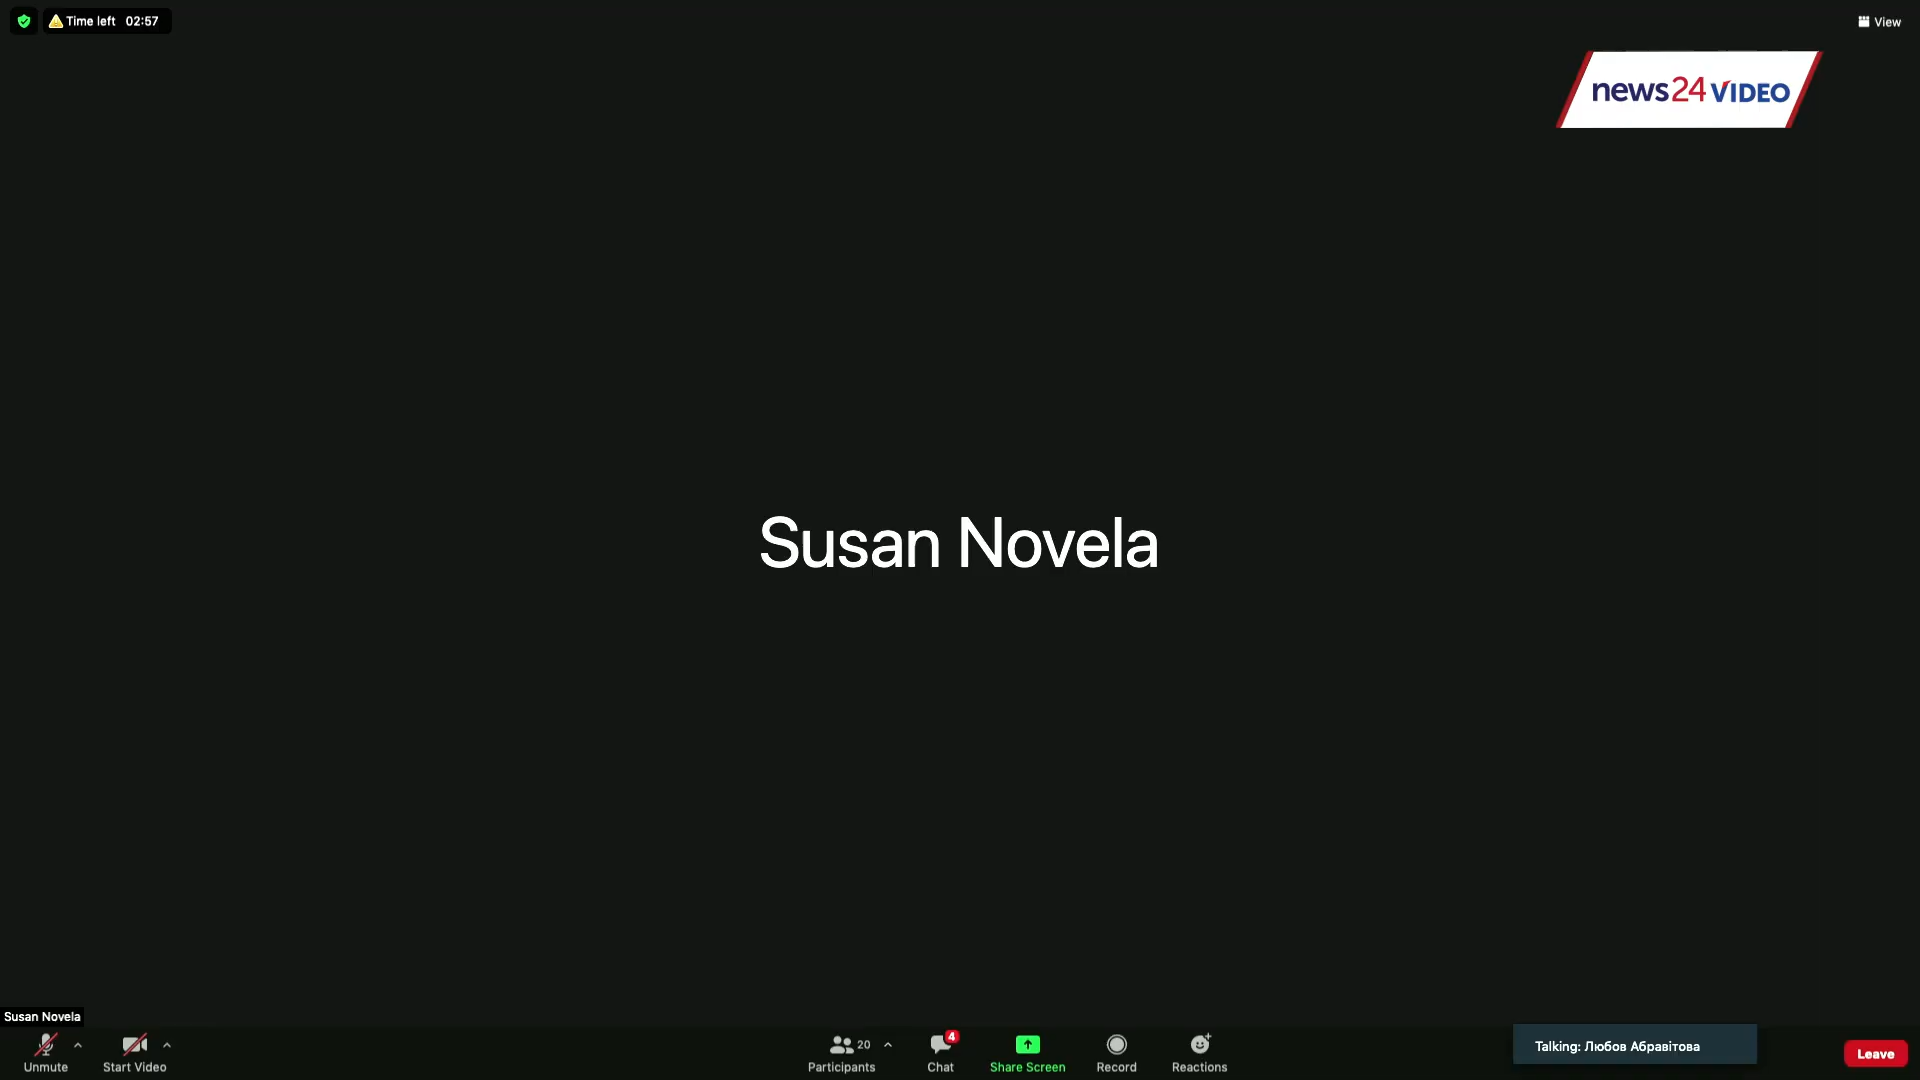 Time left 02:57
View
news24 VIDEO
Susan Novela
Susan Novela
Unmute
Start Video
20
Participants
4
Chat
Share Screen
Record
Reactions
Talking: Любов Абравітова
Leave